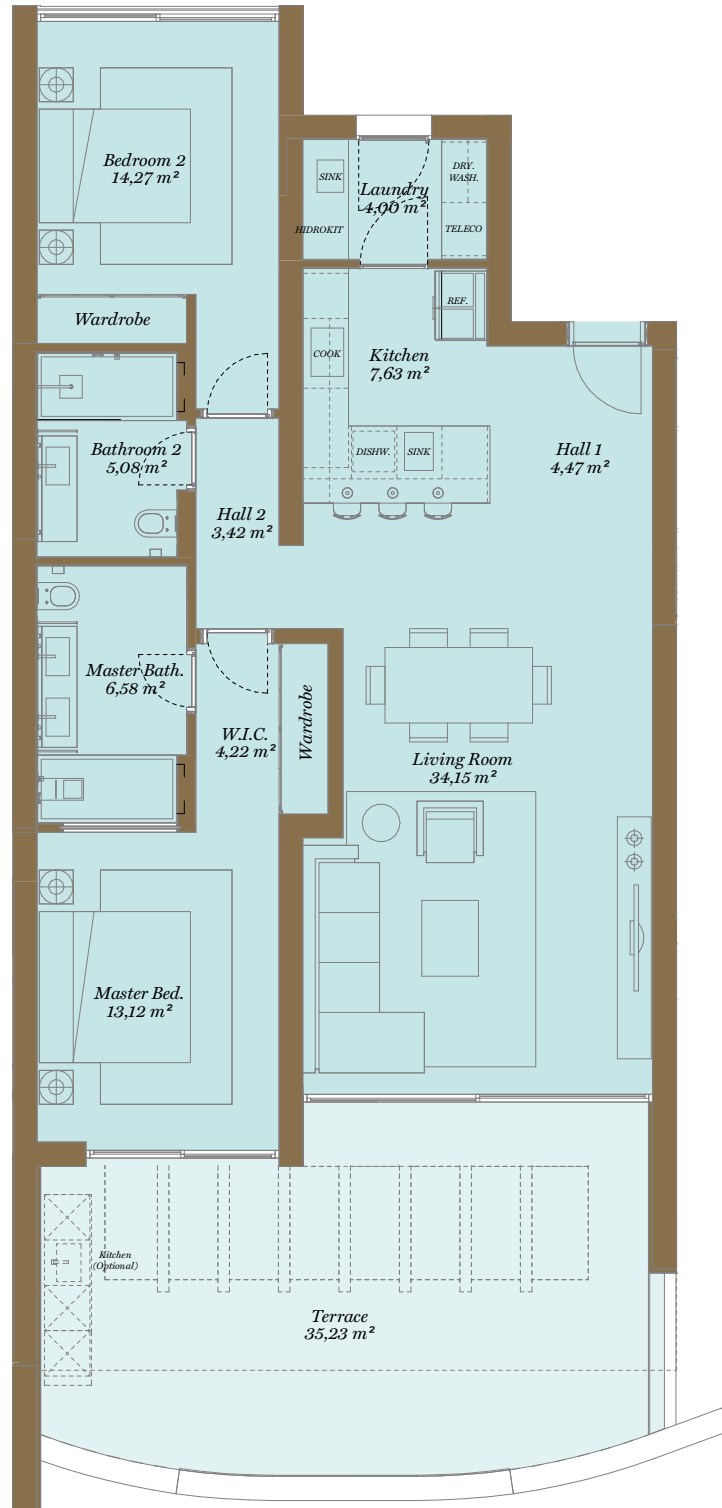 Bedroom 2
14,27 m²
SINK
Laundry
4,00 m²
DRY.
WASH.
HIDROKIT
TELECO
Wardrobe
REF.
COOK
Kitchen
7,63 m²
Bathroom 2
5,08 m²
DISHW.
SINK
Hall 1
4,47 m²
Hall 2
3,42 m²
Master Bath.
6,58 m²
W.I.C.
4,22 m²
Wardrobe
Living Room
34,15 m²
Master Bed.
13,12 m²
Kitchen
(Optional)
Terrace
35,23 m²